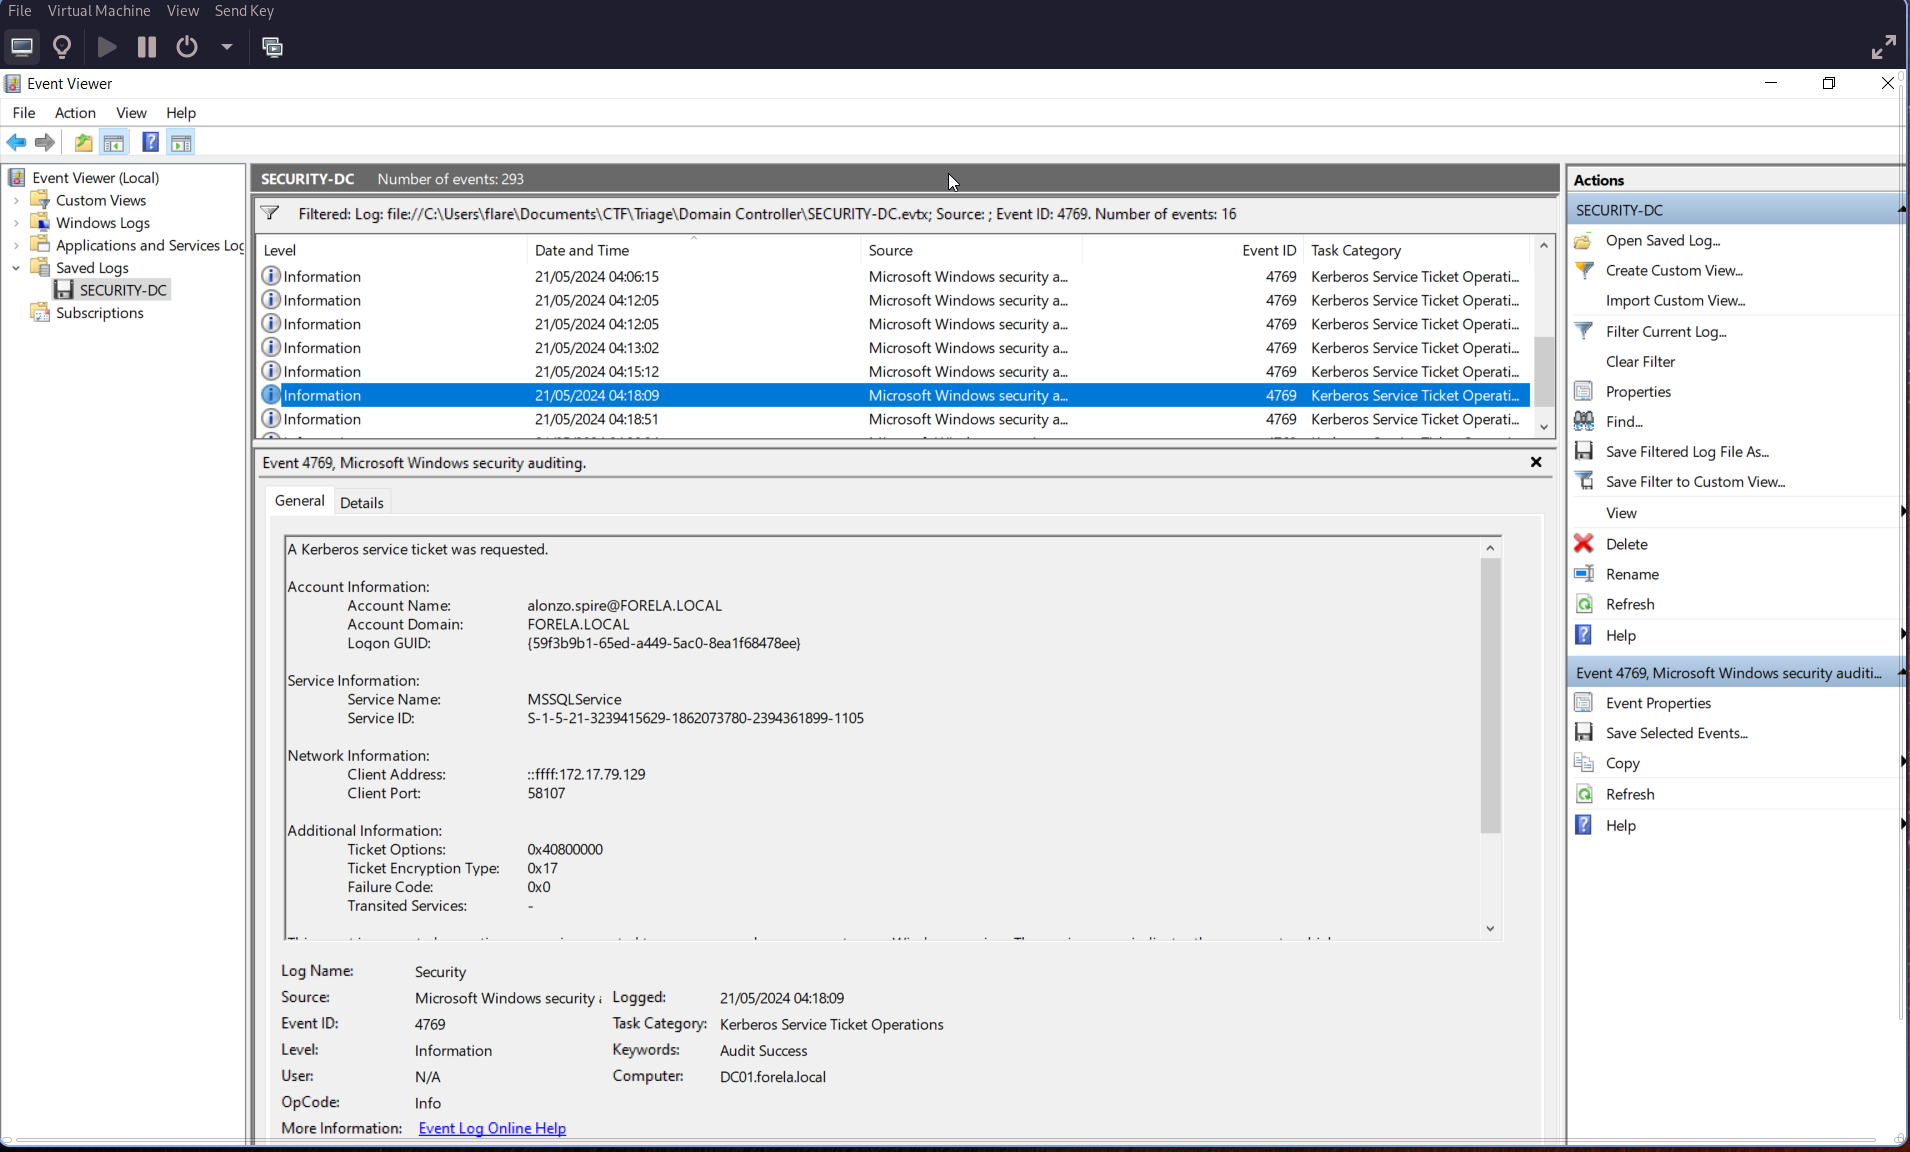 File Virtual Machine View Send Key
Event Viewer
File Action View Help
Event Viewer (Local)
Custom Views
Windows Logs
Applications and Services Log
Saved Logs
SECURITY-DC
Subscriptions
SECURITY-DC Number of events: 293
Filtered: Log: file://C:\Users\flare\Documents\CTF\Triage\Domain Controller\SECURITY-DC.evtx; Source: ; Event ID: 4769. Number of events: 16
Level Date and Time Source Event ID Task Category
Information 21/05/2024 04:06:15 Microsoft Windows security a... 4769 Kerberos Service Ticket Operati...
Information 21/05/2024 04:12:05 Microsoft Windows security a... 4769 Kerberos Service Ticket Operati...
Information 21/05/2024 04:12:05 Microsoft Windows security a... 4769 Kerberos Service Ticket Operati...
Information 21/05/2024 04:13:02 Microsoft Windows security a... 4769 Kerberos Service Ticket Operati...
Information 21/05/2024 04:15:12 Microsoft Windows security a... 4769 Kerberos Service Ticket Operati...
Information 21/05/2024 04:18:09 Microsoft Windows security a... 4769 Kerberos Service Ticket Operati...
Information 21/05/2024 04:18:51 Microsoft Windows security a... 4769 Kerberos Service Ticket Operati...
Event 4769, Microsoft Windows security auditing.
General Details
A Kerberos service ticket was requested.
Account Information:
Account Name: alonzo.spire@FORELA.LOCAL
Account Domain: FORELA.LOCAL
Logon GUID: {59f3b9b1-65ed-a449-5ac0-8ea1f68478ee}
Service Information:
Service Name: MSSQLService
Service ID: S-1-5-21-3239415629-1862073780-2394361899-1105
Network Information:
Client Address: ::ffff:172.17.79.129
Client Port: 58107
Additional Information:
Ticket Options: 0x40800000
Ticket Encryption Type: 0x17
Failure Code: 0x0
Transited Services: -
Log Name: Security
Source: Microsoft Windows security Logged: 21/05/2024 04:18:09
Event ID: 4769 Task Category: Kerberos Service Ticket Operations
Level: Information Keywords: Audit Success
User: N/A Computer: DC01.forela.local
OpCode: Info
More Information: Event Log Online Help
Actions
SECURITY-DC
Open Saved Log...
Create Custom View...
Import Custom View...
Filter Current Log...
Clear Filter
Properties
Find...
Save Filtered Log File As...
Save Filter to Custom View...
View
Delete
Rename
Refresh
Help
Event 4769, Microsoft Windows security auditi...
Event Properties
Save Selected Events...
Copy
Refresh
Help